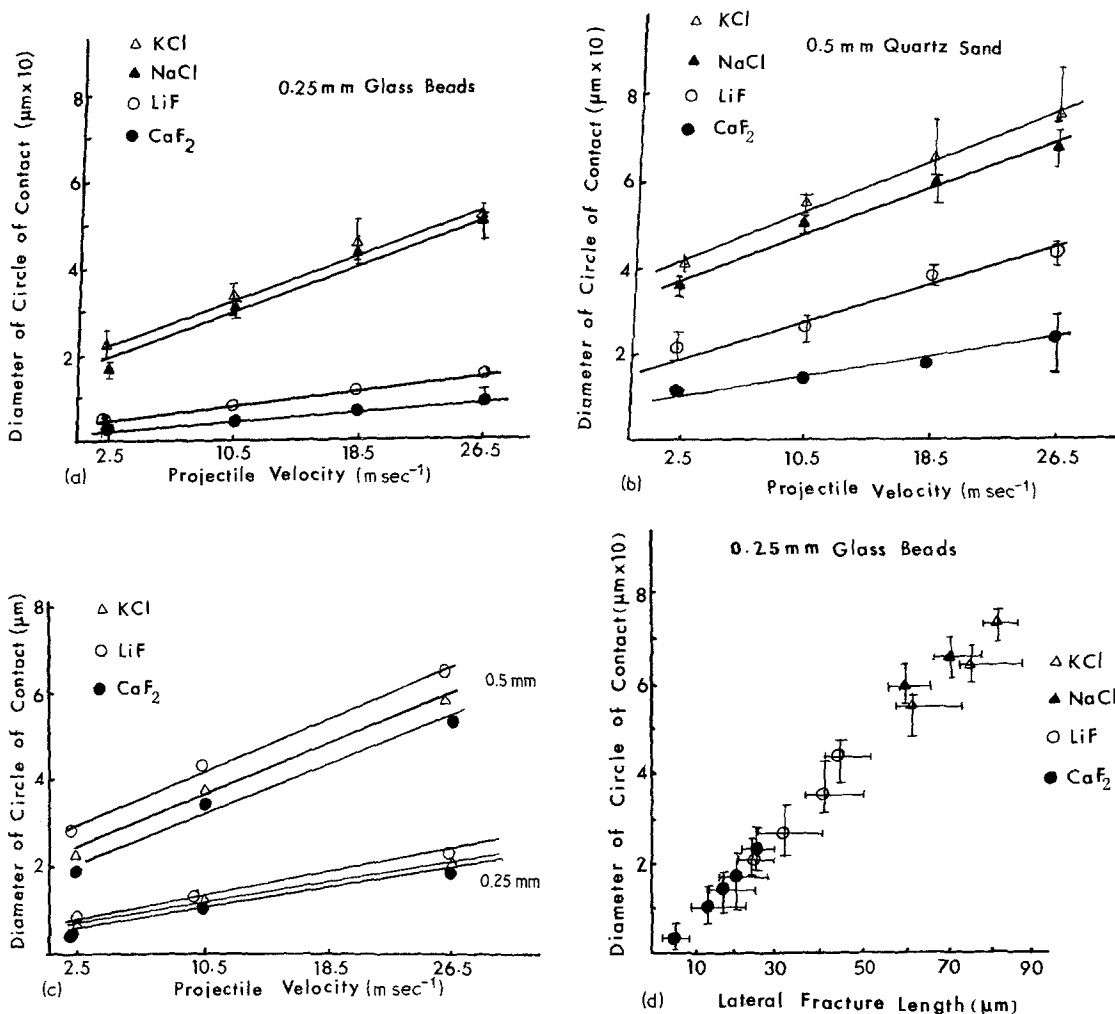 △ KCl
▲ NaCl
○ LiF
● CaF2
0.25mm Glass Beads
Diameter of Circle of Contact (μm x 10)
8
6
4
2
2.5 10.5 18.5 26.5
(a) Projectile Velocity (m sec⁻¹)
△ KCl
▲ NaCl
○ LiF
● CaF2
0.5 mm Quartz Sand
Diameter of Circle of Contact (μm x 10)
8
6
4
2
2.5 10.5 18.5 26.5
(b) Projectile Velocity (m sec⁻¹)
△ KCl
○ LiF
● CaF2
Diameter of Circle of Contact (μm)
8
6
4
2
0.5 mm
0.25 mm
2.5 10.5 18.5 26.5
(c) Projectile Velocity (m sec⁻¹)
0.25mm Glass Beads
Diameter of Circle of Contact (μm x 10)
8
6
4
2
△ KCl
▲ NaCl
○ LiF
● CaF2
10 20 30 40 60 70 80 90
(d) Lateral Fracture Length (μm)